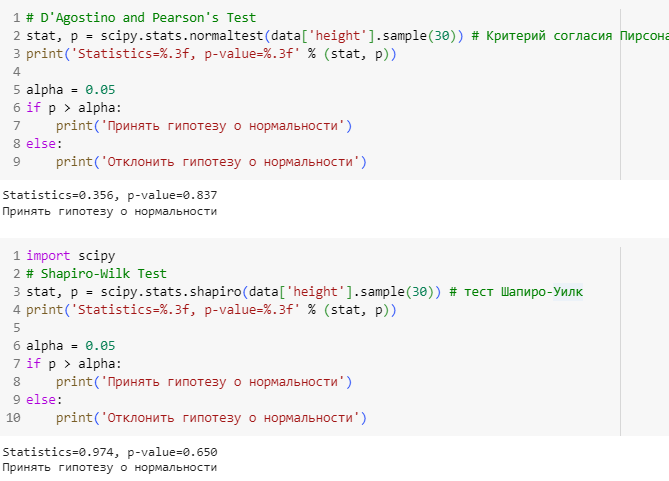 1 # D'Agostino and Pearson's Test
2 stat, p = scipy.stats.normaltest(data['height'].sample(30)) # Критерий согласия Пирсона
3 print('Statistics=%.3f, p-value=%.3f' % (stat, p))
4
5 alpha = 0.05
6 if p > alpha:
7     print('Принять гипотезу о нормальности')
8 else:
9     print('Отклонить гипотезу о нормальности')
Statistics=0.356, p-value=0.837
Принять гипотезу о нормальности
1 import scipy
2 # Shapiro-Wilk Test
3 stat, p = scipy.stats.shapiro(data['height'].sample(30)) # тест Шапиро-Уилк
4 print('Statistics=%.3f, p-value=%.3f' % (stat, p))
5
6 alpha = 0.05
7 if p > alpha:
8     print('Принять гипотезу о нормальности')
9 else:
10     print('Отклонить гипотезу о нормальности')
Statistics=0.974, p-value=0.650
Принять гипотезу о нормальности